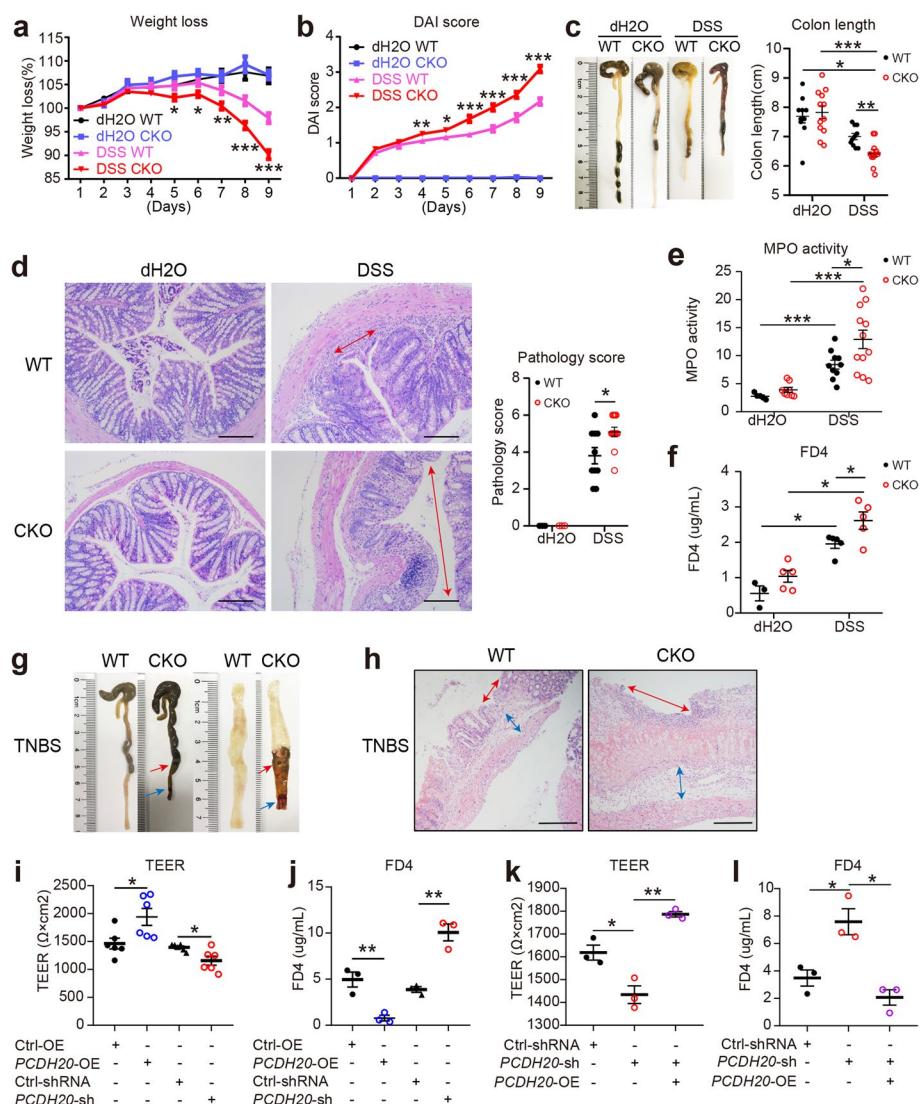 a
Weight loss
Weight loss(%)
115
110
105
100
95
90
85
1 2 3 4 5 6 7 8 9
(Days)
dH2O WT
dH2O CKO
DSS WT
DSS CKO
* * ** *** ***
b
DAI score
DAI score
4
3
2
1
0
1 2 3 4 5 6 7 8 9
(Days)
dH2O WT
dH2O CKO
DSS WT
DSS CKO
** * *** *** *** ***
c
dH2O DSS
WT CKO WT CKO
Colon length
Colon length(cm)
10
9
8
7
6
5
dH2O DSS
WT
CKO
***
*
**
d
dH2O DSS
WT
CKO
Pathology score
Pathology score
8
6
4
2
0
dH2O DSS
WT
CKO
*
e
MPO activity
MPO activity
30
20
10
0
dH2O DSS
WT
CKO
*
***
***
f
FD4
FD4 (ug/mL)
4
3
2
1
0
dH2O DSS
WT
CKO
*
*
*
g
WT CKO WT CKO
TNBS
0 1cm 2 3 4 5 6 7 8
h
WT CKO
TNBS
i
TEER
TEER (Ω×cm2)
2500
2000
1500
1000
500
0
* *
Ctrl-OE + - - -
PCDH20-OE - + - -
Ctrl-shRNA - - + -
PCDH20-sh - - - +
j
FD4
FD4 (ug/mL)
15
10
5
0
** **
Ctrl-OE + - - -
PCDH20-OE - + - -
Ctrl-shRNA - - + -
PCDH20-sh - - - +
k
TEER
TEER (Ω×cm2)
1900
1800
1700
1600
1500
1400
1300
* **
Ctrl-shRNA + - -
PCDH20-sh - + +
PCDH20-OE - - +
l
FD4
FD4 (ug/mL)
10
8
6
4
2
0
* *
Ctrl-shRNA + - -
PCDH20-sh - + +
PCDH20-OE - - +